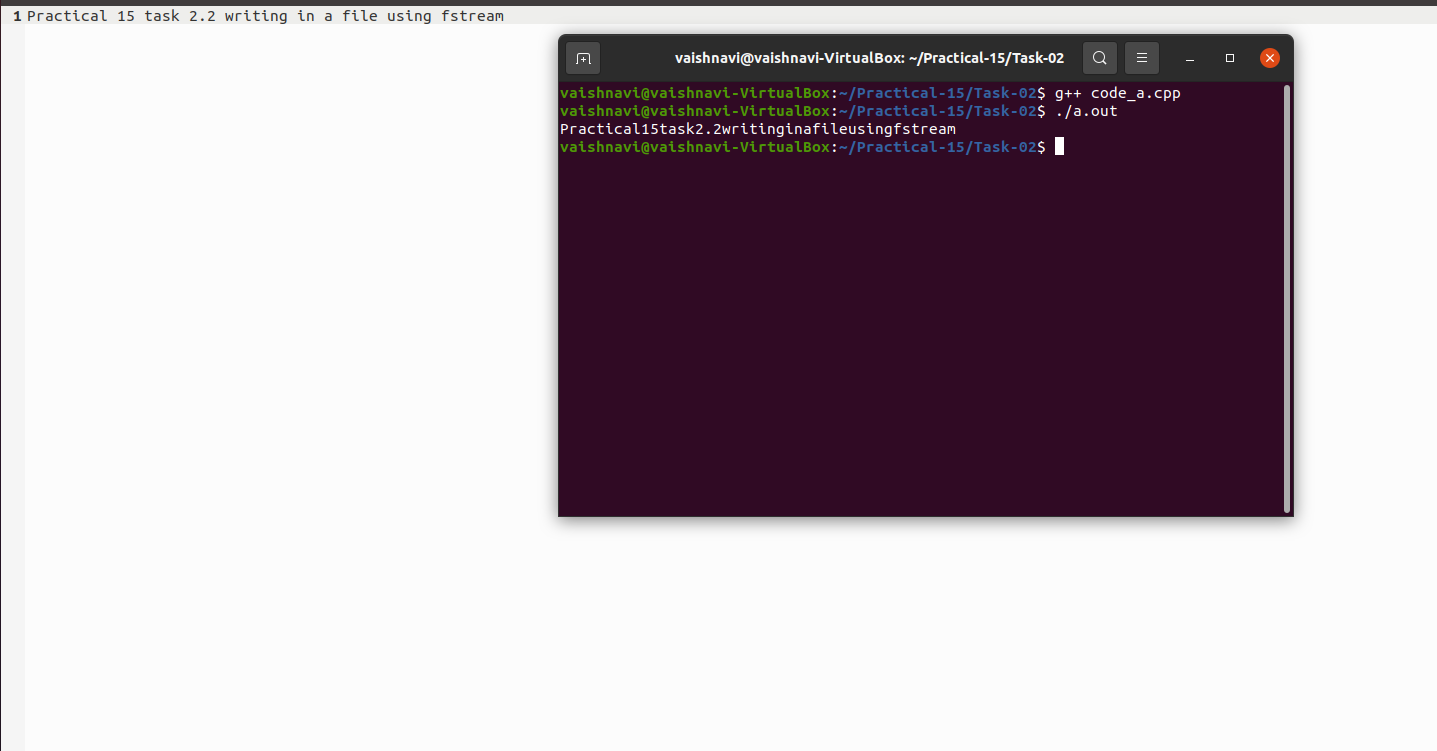 1 Practical 15 task 2.2 writing in a file using fstream
vaishnavi@vaishnavi-VirtualBox: ~/Practical-15/Task-02
vaishnavi@vaishnavi-VirtualBox:~/Practical-15/Task-02$ g++ code_a.cpp
vaishnavi@vaishnavi-VirtualBox:~/Practical-15/Task-02$ ./a.out
Practical15task2.2writinginafileusingfstream
vaishnavi@vaishnavi-VirtualBox:~/Practical-15/Task-02$